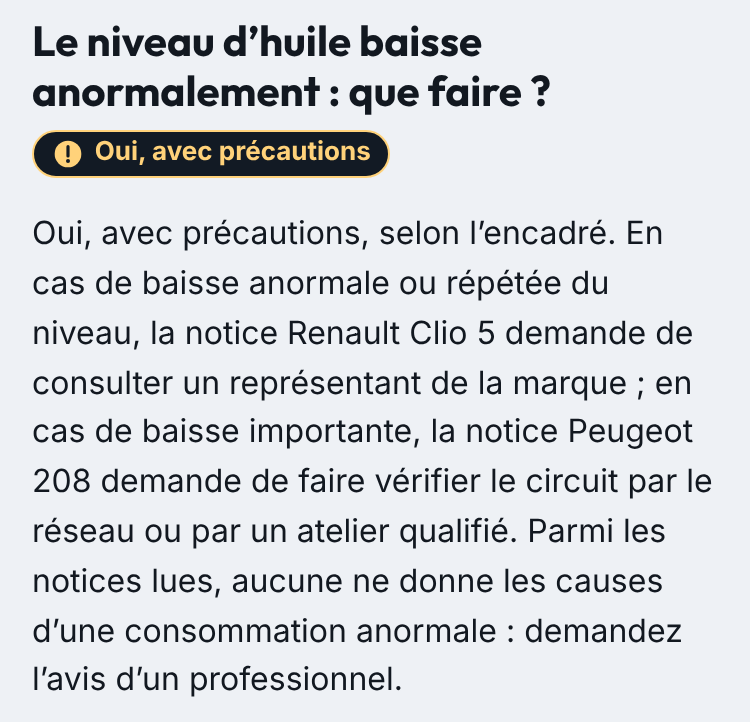 Le niveau d’huile baisse
anormalement : que faire ?
Oui, avec précautions
Oui, avec précautions, selon l’encadré. En
cas de baisse anormale ou répétée du
niveau, la notice Renault Clio 5 demande de
consulter un représentant de la marque ; en
cas de baisse importante, la notice Peugeot
208 demande de faire vérifier le circuit par le
réseau ou par un atelier qualifié. Parmi les
notices lues, aucune ne donne les causes
d’une consommation anormale : demandez
l’avis d’un professionnel.